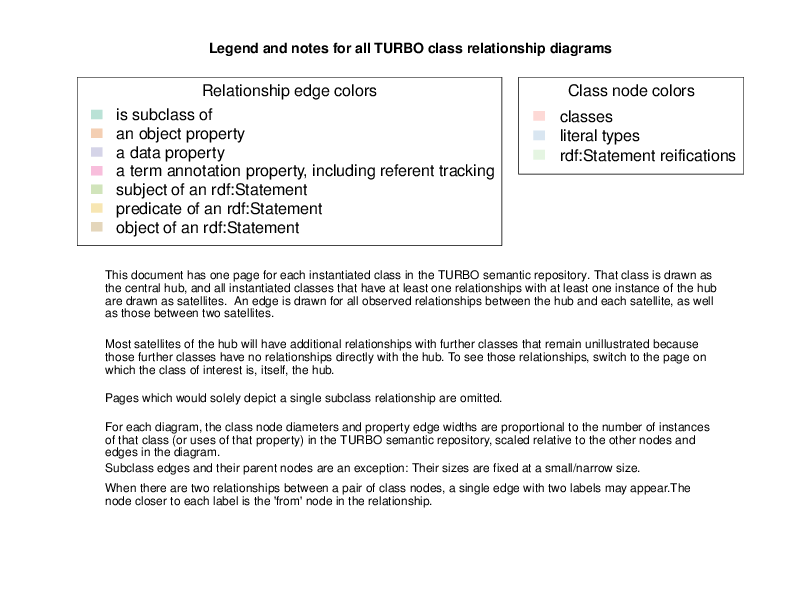 Legend and notes for all TURBO class relationship diagrams
Relationship edge colors
is subclass of
an object property
a data property
a term annotation property, including referent tracking
subject of an rdf:Statement
predicate of an rdf:Statement
object of an rdf:Statement
Class node colors
classes
literal types
rdf:Statement reifications
This document has one page for each instantiated class in the TURBO semantic repository. That class is drawn as
the central hub, and all instantiated classes that have at least one relationships with at least one instance of the hub
are drawn as satellites.  An edge is drawn for all observed relationships between the hub and each satellite, as well
as those between two satellites.
Most satellites of the hub will have additional relationships with further classes that remain unillustrated because
those further classes have no relationships directly with the hub. To see those relationships, switch to the page on
which the class of interest is, itself, the hub.
Pages which would solely depict a single subclass relationship are omitted.
For each diagram, the class node diameters and property edge widths are proportional to the number of instances
of that class (or uses of that property) in the TURBO semantic repository, scaled relative to the other nodes and
edges in the diagram.
Subclass edges and their parent nodes are an exception: Their sizes are fixed at a small/narrow size.
When there are two relationships between a pair of class nodes, a single edge with two labels may appear.The
node closer to each label is the 'from' node in the relationship.